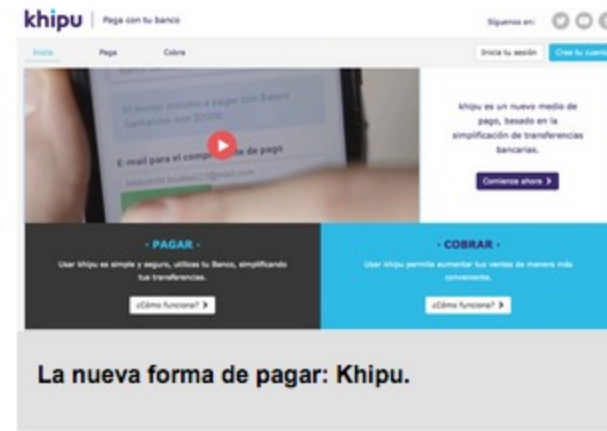 khipu | Paga con tu banco
Síguenos en:
Inicio Paga Cobra
Inicia tu sesión Crea tu cuenta
El monto máximo a pagar con Banco
Santander son $2000
E-mail para el comprobante de pago
khipu es un nuevo medio de
pago, basado en la
simplificación de transferencias
bancarias.
Comienza ahora
· PAGAR ·
Usar khipu es simple y seguro, utilizas tu Banco, simplificando
tus transferencias.
¿Cómo funciona?
· COBRAR ·
Usar khipu permite aumentar tus ventas de manera más
conveniente.
¿Cómo funciona?
La nueva forma de pagar: Khipu.